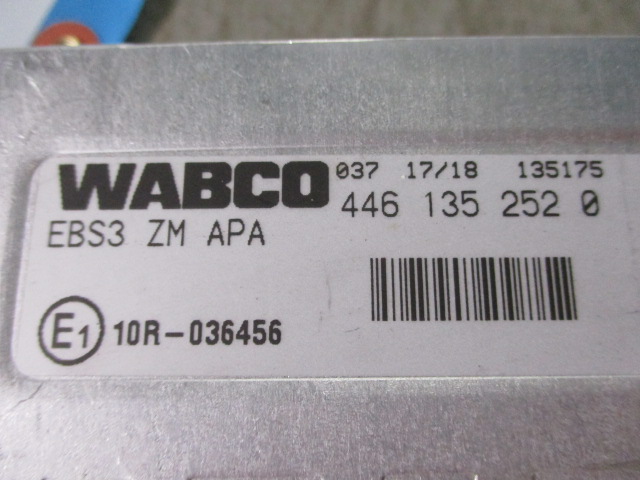 WABCO 037 17/18 135175
446 135 252 0
EBS3 ZM APA
E1 10R-036456